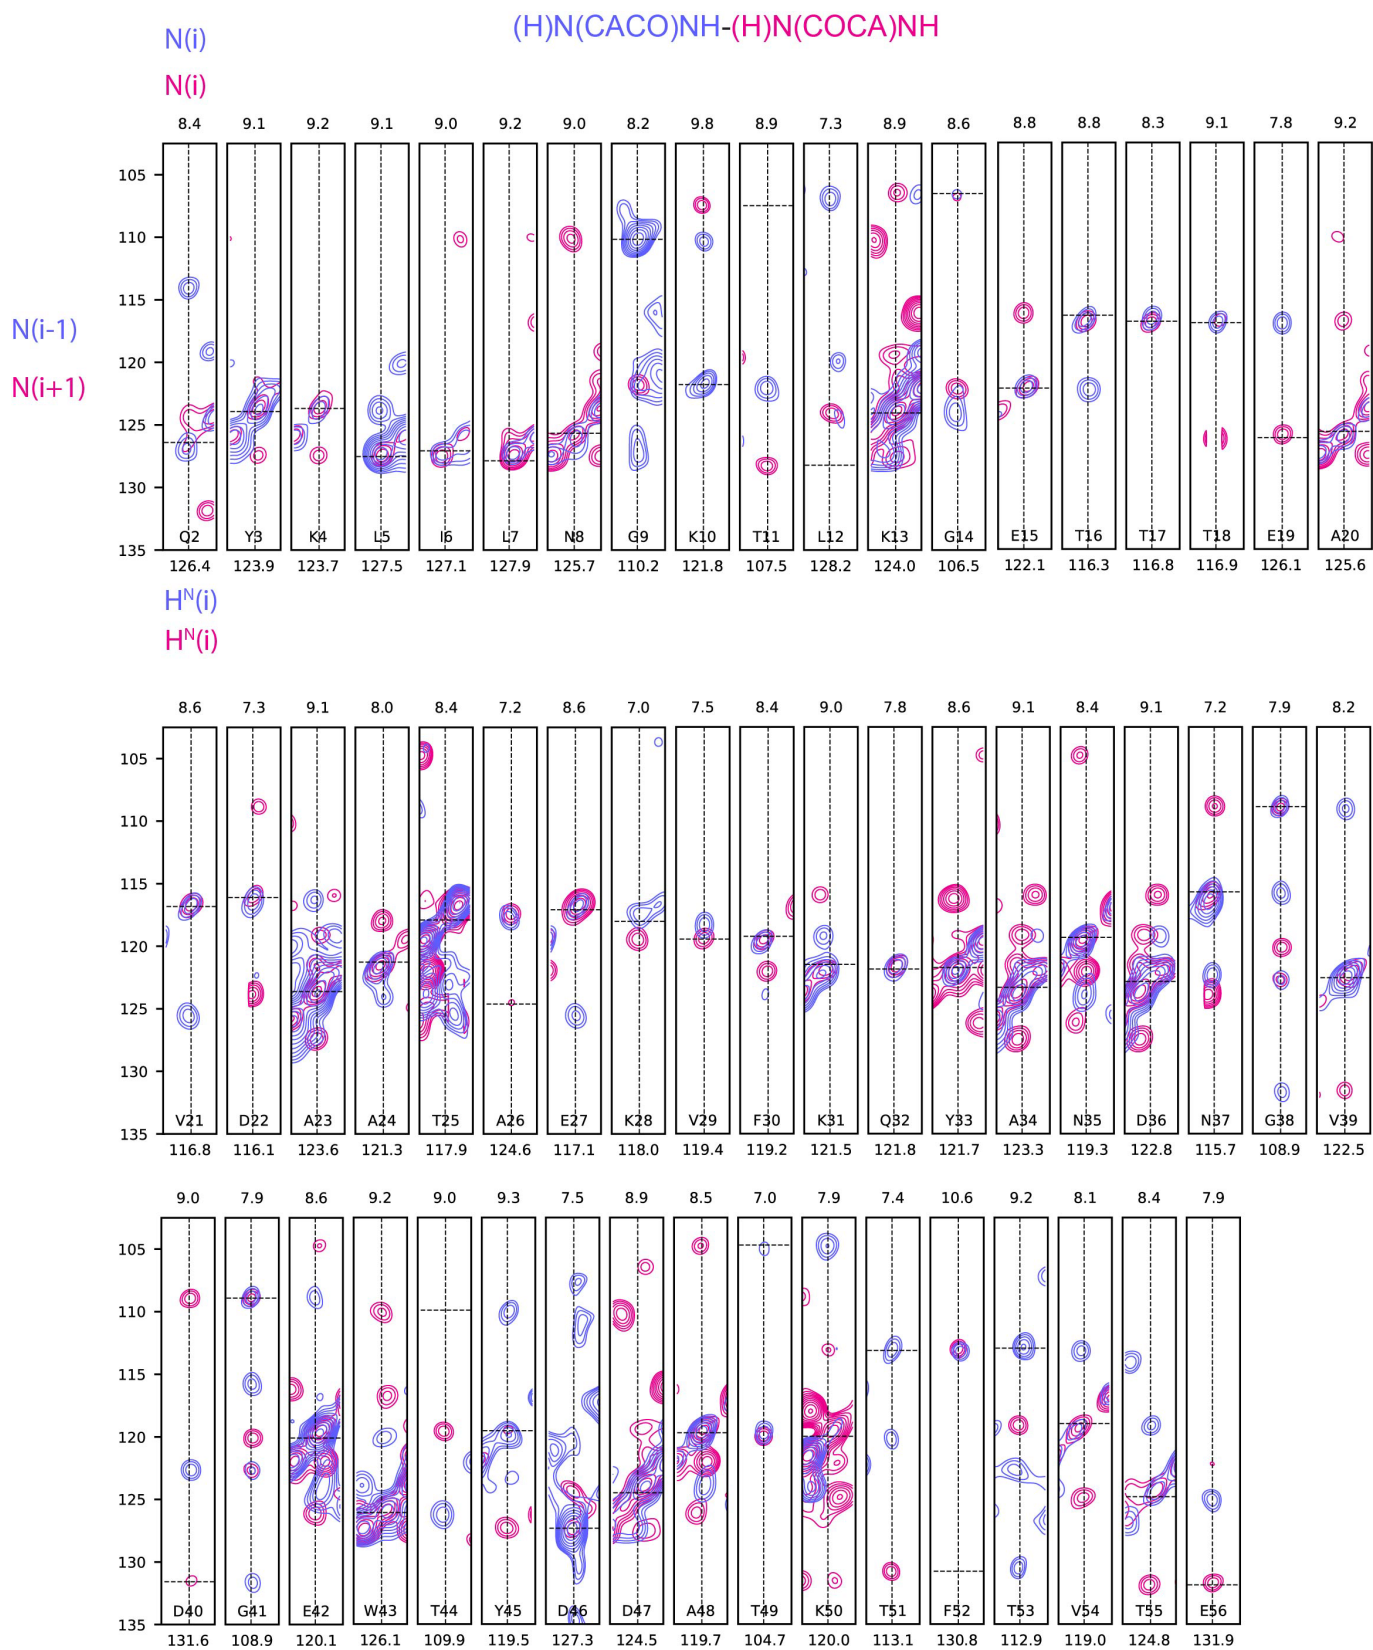 (H)N(CACO)NH-(H)N(COCA)NH
N(i)
N(i)
8.4 9.1 9.2 9.1 9.0 9.2 9.0 8.2 9.8 8.9 7.3 8.9 8.6 8.8 8.8 8.3 9.1 7.8 9.2
105
110
115
N(i-1)
120
N(i+1)
125
130
Q2 Y3 K4 L5 I6 L7 N8 G9 K10 T11 L12 K13 G14 E15 T16 T17 T18 E19 A20
135
126.4 123.9 123.7 127.5 127.1 127.9 125.7 110.2 121.8 107.5 128.2 124.0 106.5 122.1 116.3 116.8 116.9 126.1 125.6
Hᴺ(i)
Hᴺ(i)
8.6 7.3 9.1 8.0 8.4 7.2 8.6 7.0 7.5 8.4 9.0 7.8 8.6 9.1 8.4 9.1 7.2 7.9 8.2
105
110
115
120
125
130
V21 D22 A23 A24 T25 A26 E27 K28 V29 F30 K31 Q32 Y33 A34 N35 D36 N37 G38 V39
135
116.8 116.1 123.6 121.3 117.9 124.6 117.1 118.0 119.4 119.2 121.5 121.8 121.7 123.3 119.3 122.8 115.7 108.9 122.5
9.0 7.9 8.6 9.2 9.0 9.3 7.5 8.9 8.5 7.0 7.9 7.4 10.6 9.2 8.1 8.4 7.9
105
110
115
120
125
130
D40 G41 E42 W43 T44 Y45 D46 D47 A48 T49 K50 T51 F52 T53 V54 T55 E56
135
131.6 108.9 120.1 126.1 109.9 119.5 127.3 124.5 119.7 104.7 120.0 113.1 130.8 112.9 119.0 124.8 131.9